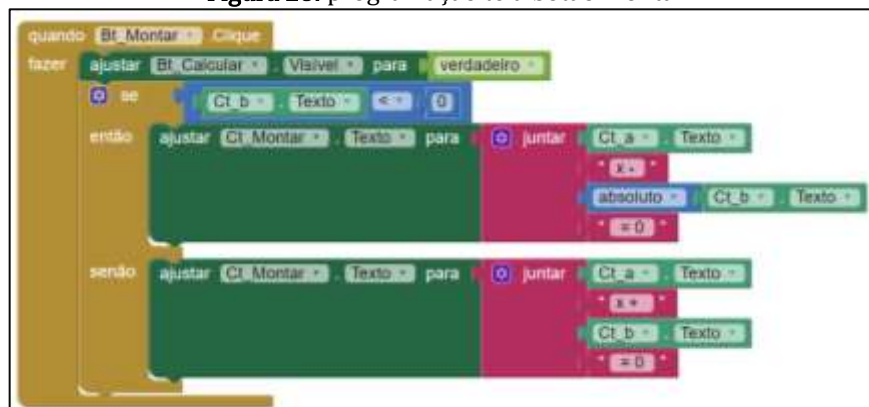 quando Bt_Montar . Clique
fazer ajustar Bt_Calcular . Visível para verdadeiro
se Ct_b . Texto < 0
então ajustar Ct_Montar . Texto para juntar Ct_a . Texto
" x - "
absoluto Ct_b . Texto
" = 0 "
senão ajustar Ct_Montar . Texto para juntar Ct_a . Texto
" x + "
Ct_b . Texto
" = 0 "